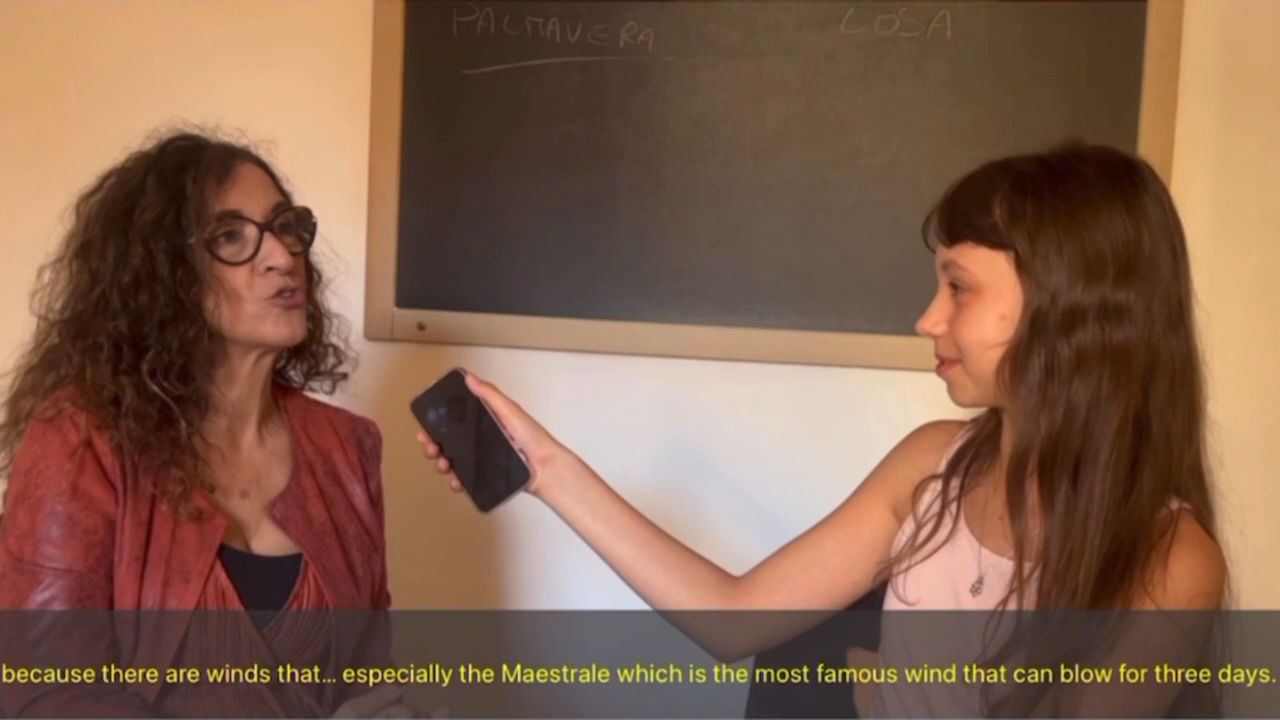 PALMAVERA
LOSA
because there are winds that... especially the Maestrale which is the most famous wind that can blow for three days.